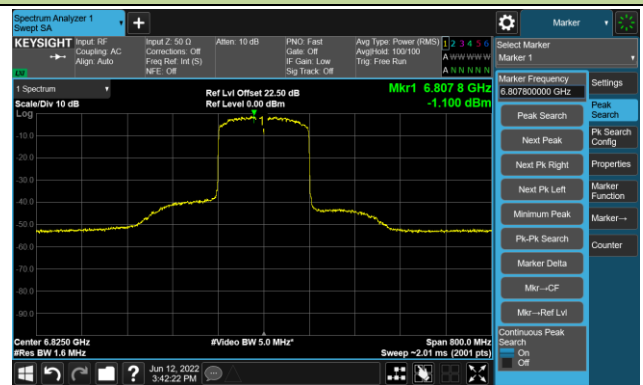 Spectrum Analyzer 1
Swept SA
Marker
KEYSIGHT
Input: RF
Coupling: AC
Align: Auto
Input Z: 50 Ω
Corrections: Off
Freq Ref: Int (S)
NFE: Off
Atten: 10 dB
PNO: Fast
Gate: Off
IF Gain: Low
Sig Track: Off
Avg Type: Power (RMS)
Avg|Hold: 100/100
Trig: Free Run
1 2 3 4 5 6
A W W W W W
A N N N N N
Select Marker
Marker 1
LXI
1 Spectrum
Scale/Div 10 dB
Log
Ref Lvl Offset 22.50 dB
Ref Level 0.00 dBm
Mkr1 6.807 8 GHz
-1.100 dBm
1
-10.0
-20.0
-30.0
-40.0
-50.0
-60.0
-70.0
-80.0
-90.0
Center 6.8250 GHz
#Res BW 1.6 MHz
#Video BW 5.0 MHz*
Span 800.0 MHz
Sweep ~2.01 ms (2001 pts)
Marker Frequency
6.807800000 GHz
Peak Search
Next Peak
Next Pk Right
Next Pk Left
Minimum Peak
Pk-Pk Search
Marker Delta
Mkr→CF
Mkr→Ref Lvl
Continuous Peak
Search
On
Off
Settings
Peak
Search
Pk Search
Config
Properties
Marker
Function
Marker→
Counter
?
Jun 12, 2022
3:42:22 PM